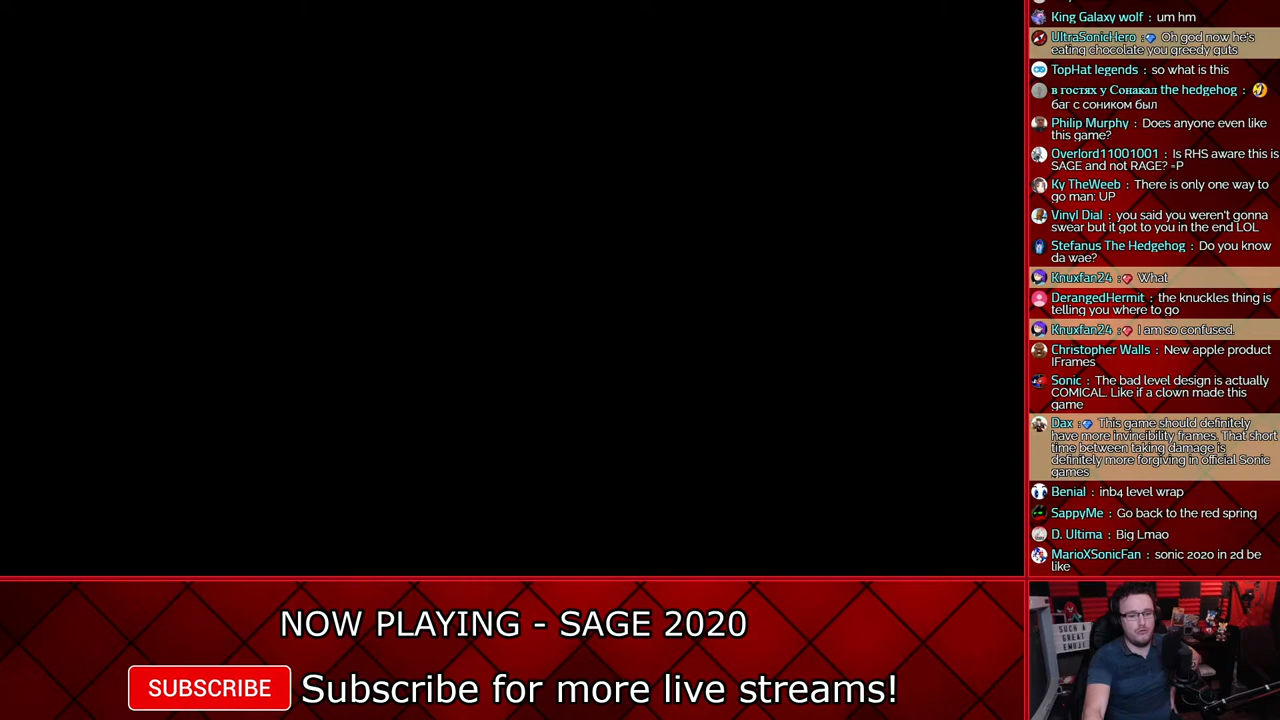 King Galaxy wolf : um hm
UltraSonicHero : Oh god now he's
eating chocolate you greedy guts
TopHat legends : so what is this
в гостях у Сонакал the hedgehog : 🤣
баг с соником был
Philip Murphy : Does anyone even like
this game?
Overlord11001001 : Is RHS aware this is
SAGE and not RAGE? =P
Ky TheWeeb : There is only one way to
go man: UP
Vinyl Dial : you said you weren't gonna
swear but it got to you in the end LOL
Stefanus The Hedgehog : Do you know
da wae?
Knuxfan24 : What
DerangedHermit : the knuckles thing is
telling you where to go
Knuxfan24 : I am so confused.
Christopher Walls : New apple product
IFrames
Sonic : The bad level design is actually
COMICAL. Like if a clown made this
game
Dax : This game should definitely
have more invincibility frames. That short
time between taking damage is
definitely more forgiving in official Sonic
games
Benial : inb4 level wrap
SappyMe : Go back to the red spring
D. Ultima : Big Lmao
MarioXSonicFan : sonic 2020 in 2d be
like
NOW PLAYING - SAGE 2020
SUBSCRIBE Subscribe for more live streams!
SUCH A
GREAT
EMOJI